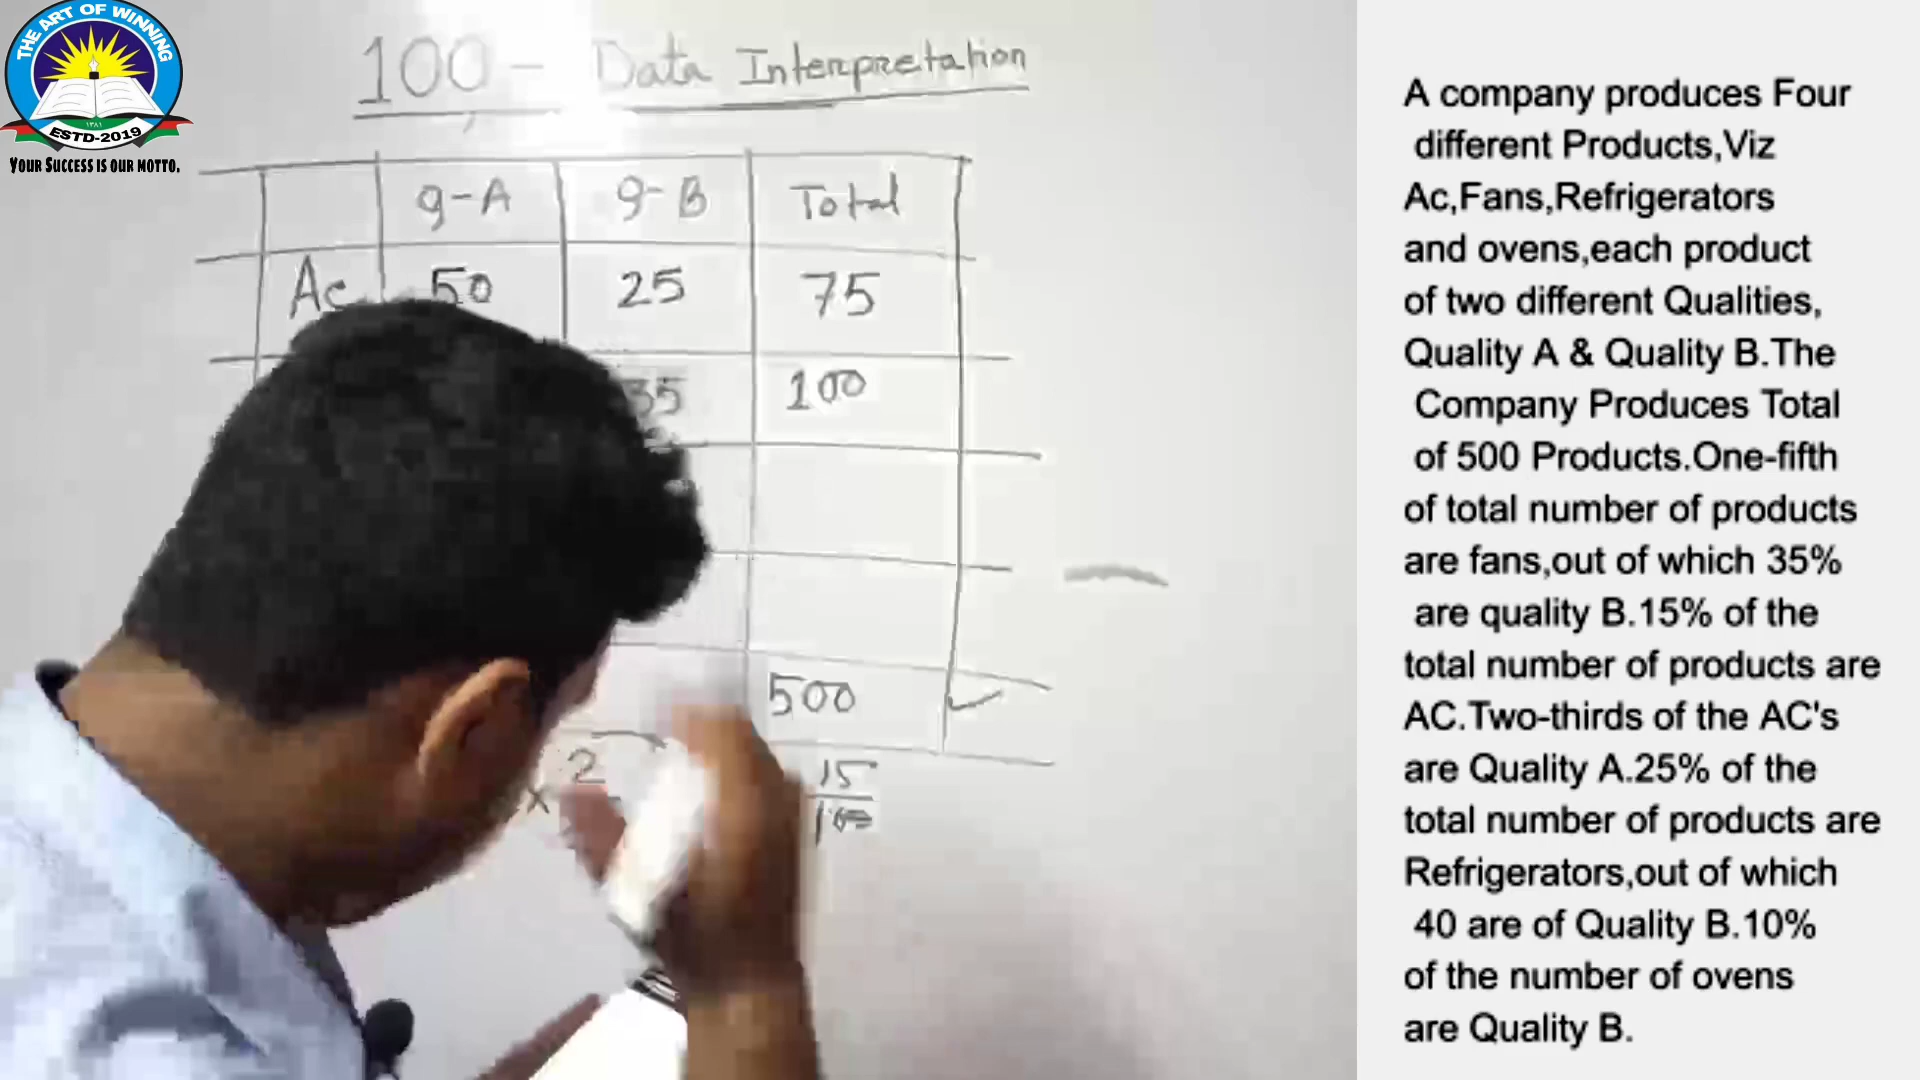 THE ART OF WINNING
١٣٨١
ESTD-2019
YOUR SUCCESS IS OUR MOTTO.
100 - Data Interpretation
q-A q-B Total
Ac 50 25 75
35 100
500
2 15
x 100
A company produces Four
different Products,Viz
Ac,Fans,Refrigerators
and ovens,each product
of two different Qualities,
Quality A & Quality B.The
Company Produces Total
of 500 Products.One-fifth
of total number of products
are fans,out of which 35%
are quality B.15% of the
total number of products are
AC.Two-thirds of the AC's
are Quality A.25% of the
total number of products are
Refrigerators,out of which
40 are of Quality B.10%
of the number of ovens
are Quality B.